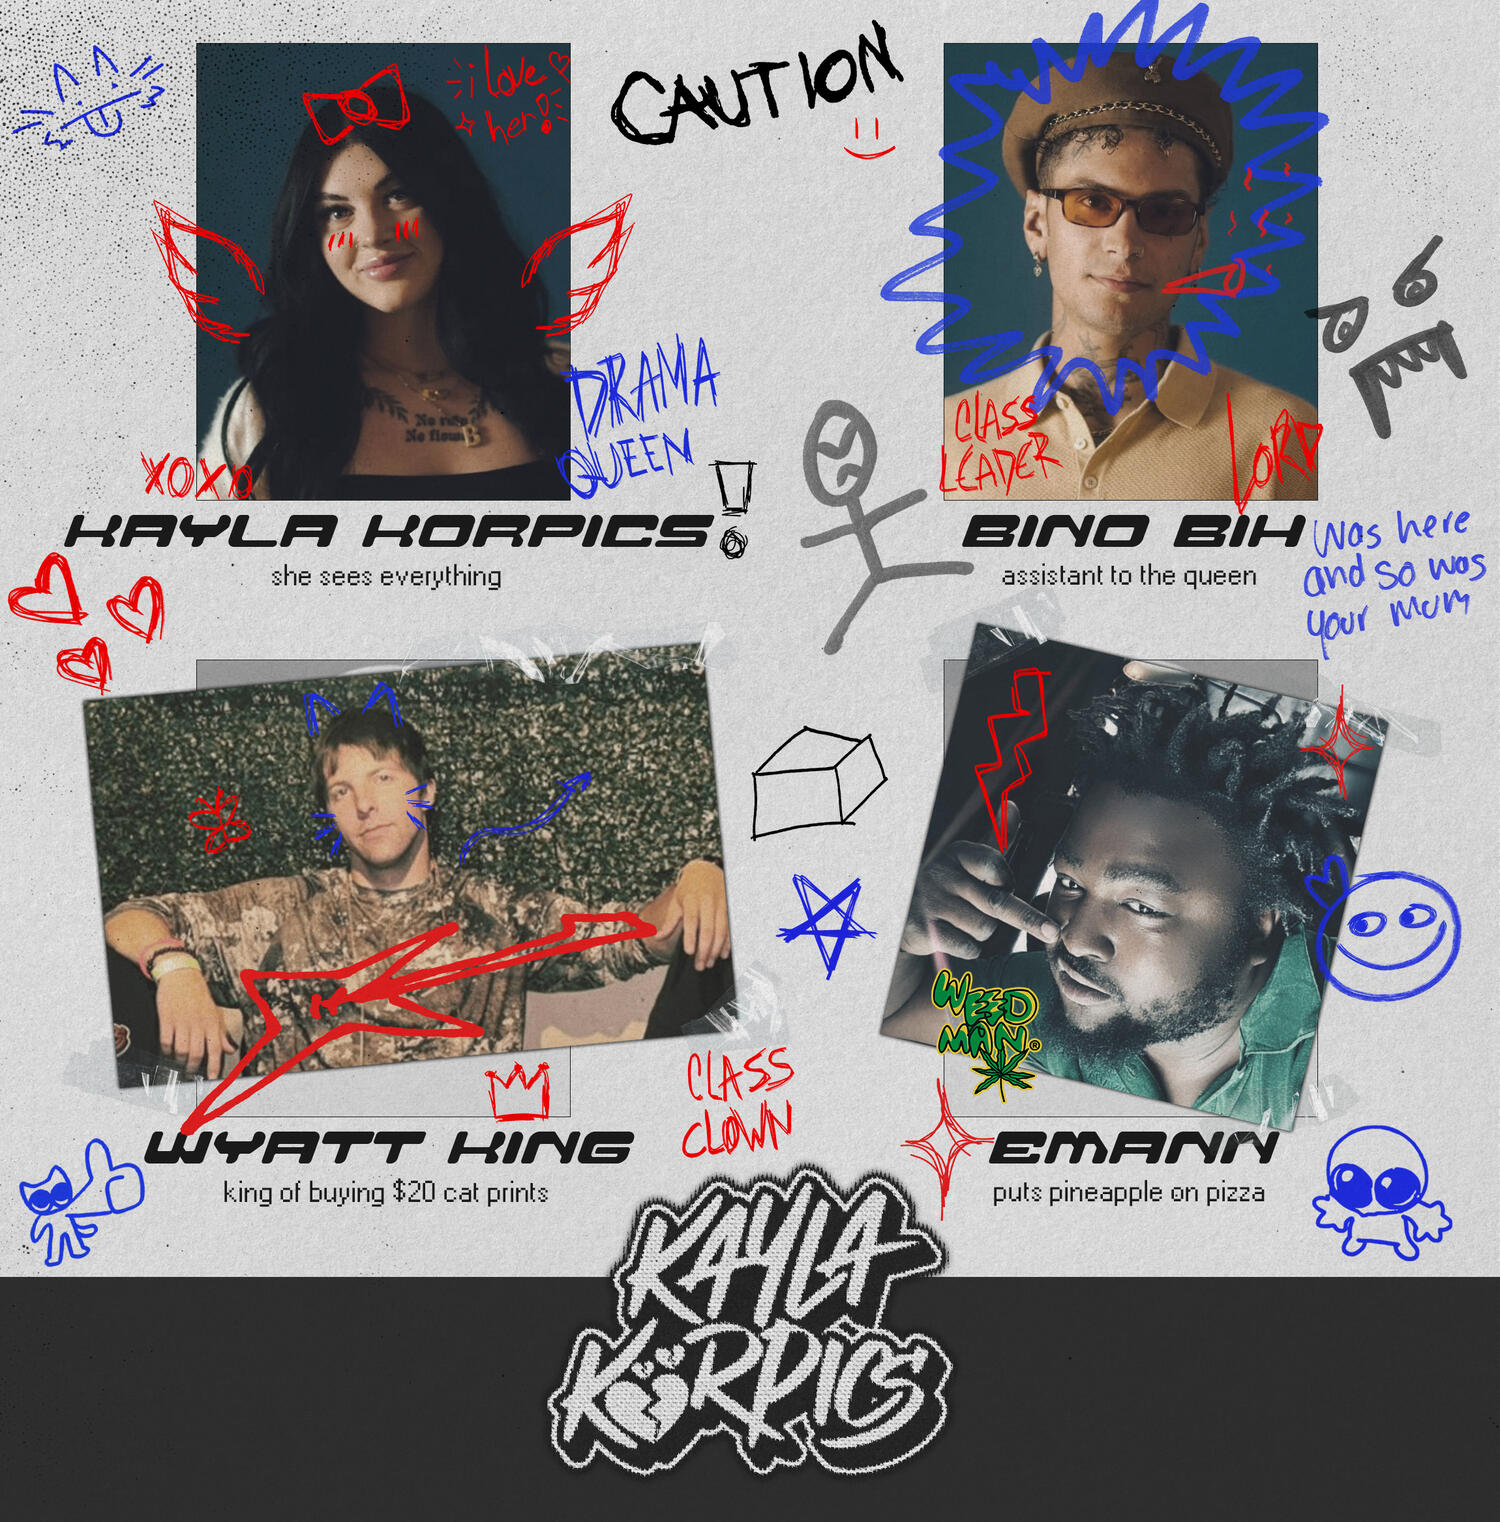 CAUTION
i love
her!
DRAMA
QUEEN
No
No
B
XOXO
KAYLA KORPICS
she sees everything
CLASS
LEADER
LORD
BINO BIH
assistant to the queen
Was here
and so was
your mum
WYATT KING
king of buying $20 cat prints
CLASS
CLOWN
WEED
MAN®
EMANN
puts pineapple on pizza
KAYLA
KORPICS